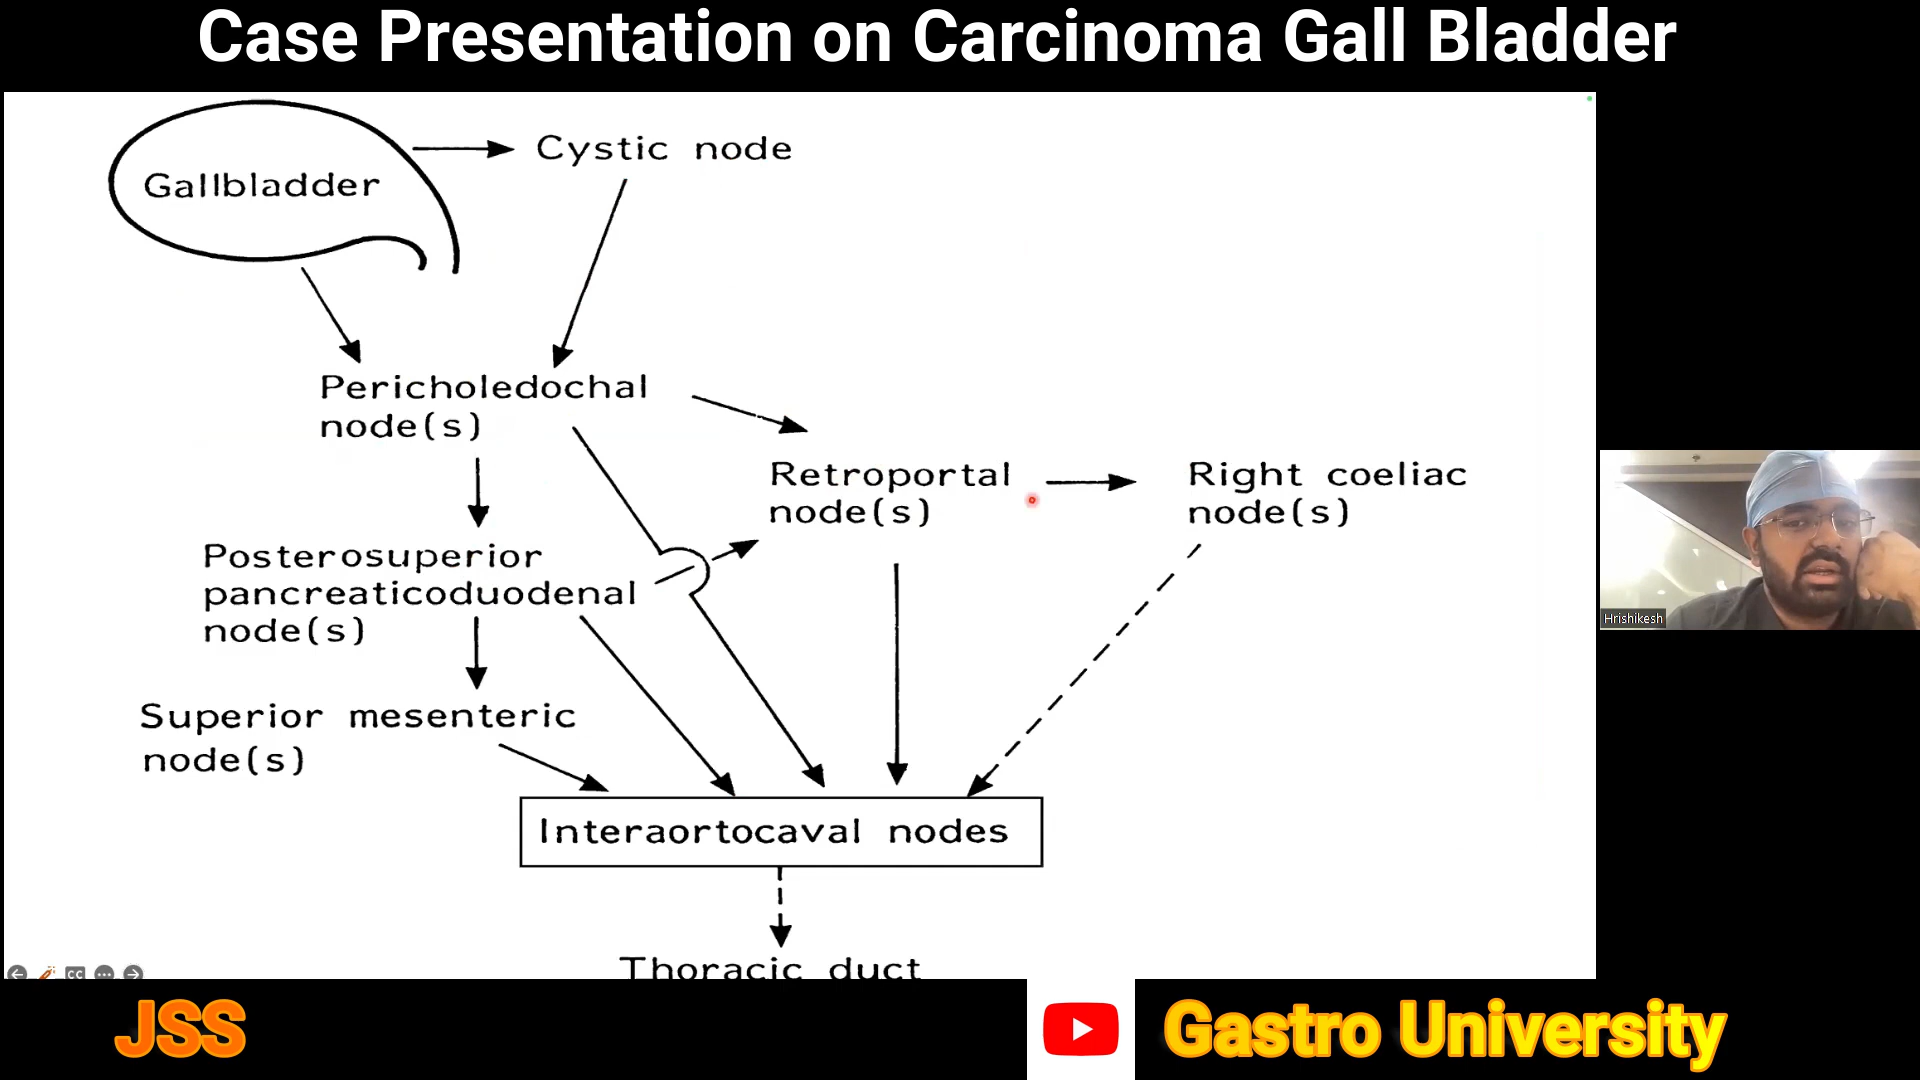 Case Presentation on Carcinoma Gall Bladder
Gallbladder
Cystic node
Pericholedochal
node(s)
Retroportal
node(s)
Right coeliac
node(s)
Posterosuperior
pancreaticoduodenal
node(s)
Superior mesenteric
node(s)
Interaortocaval nodes
Thoracic duct
Hrishikesh
CC
JSS
Gastro University